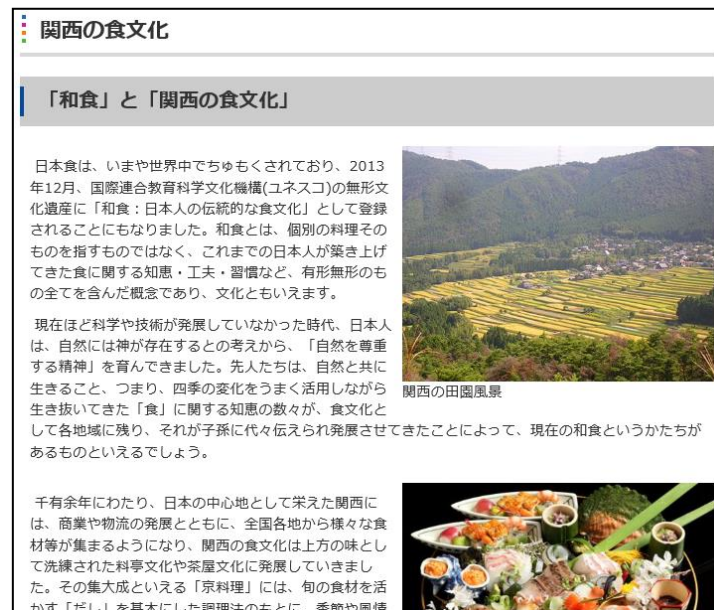 関西の食文化
「和食」と「関西の食文化」
日本食は、いまや世界中でちゅもくされており、2013
年12月、国際連合教育科学文化機構(ユネスコ)の無形文
化遺産に「和食：日本人の伝統的な食文化」として登録
されることにもなりました。和食とは、個別の料理その
ものを指すものではなく、これまでの日本人が築き上げ
てきた食に関する知恵・工夫・習慣など、有形無形のも
の全てを含んだ概念であり、文化ともいえます。
現在ほど科学や技術が発展していなかった時代、日本人
は、自然には神が存在するとの考えから、「自然を尊重
する精神」を育んできました。先人たちは、自然と共に
生きること、つまり、四季の変化をうまく活用しながら
生き抜いてきた「食」に関する知恵の数々が、食文化と
して各地域に残り、それが子孫に代々伝えられ発展させてきたことによって、現在の和食というかたちが
あるものといえるでしょう。
関西の田園風景
千有余年にわたり、日本の中心地として栄えた関西に
は、商業や物流の発展とともに、全国各地から様々な食
材等が集まるようになり、関西の食文化は上方の味とし
て洗練された料亭文化や茶屋文化に発展していきまし
た。その集大成といえる「京料理」には、旬の食材を活
かす「だし」を基本にした調理法のもとに、季節や風情